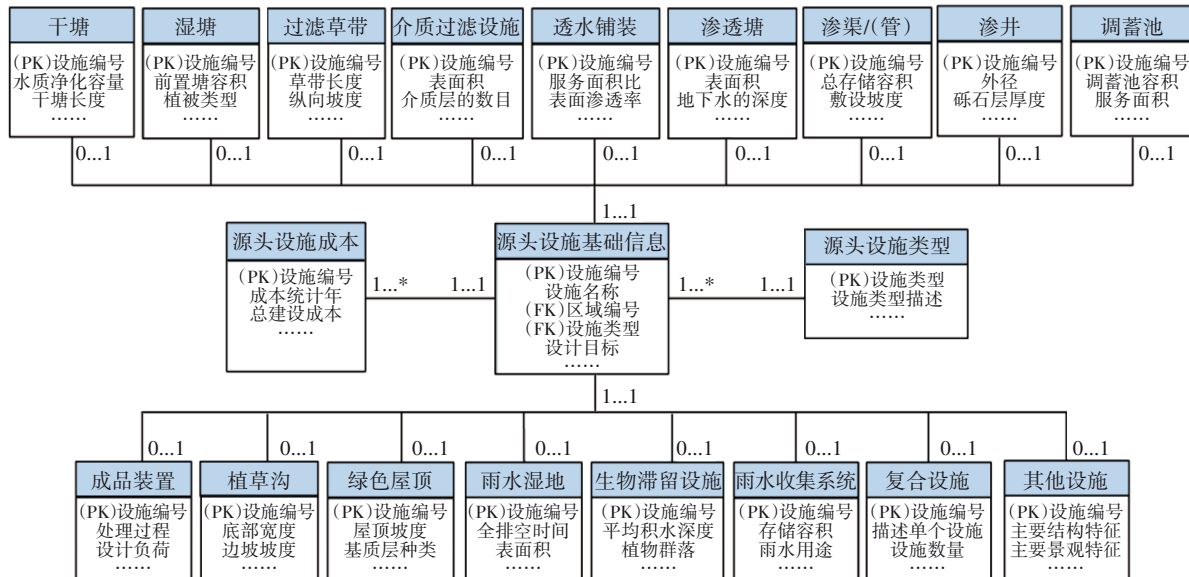 干塘
(PK)设施编号
水质净化容量
干塘长度
……
湿塘
(PK)设施编号
前置塘容积
植被类型
……
过滤草带
(PK)设施编号
草带长度
纵向坡度
……
介质过滤设施
(PK)设施编号
表面积
介质层的数目
……
透水铺装
(PK)设施编号
服务面积比
表面渗透率
……
渗透塘
(PK)设施编号
表面积
地下水的深度
……
渗渠/(管)
(PK)设施编号
总存储容积
敷设坡度
……
渗井
(PK)设施编号
外径
砾石层厚度
……
调蓄池
(PK)设施编号
调蓄池容积
服务面积
……
0...1
0...1
0...1
0...1
0...1
0...1
0...1
0...1
0...1
1...1
源头设施成本
(PK)设施编号
成本统计年
总建设成本
……
1...*
1...1
源头设施基础信息
(PK)设施编号
设施名称
(FK)区域编号
(FK)设施类型
设计目标
……
1...*
1...1
源头设施类型
(PK)设施类型
设施类型描述
……
1...1
0...1
0...1
0...1
0...1
0...1
0...1
0...1
0...1
成品装置
(PK)设施编号
处理过程
设计负荷
……
植草沟
(PK)设施编号
底部宽度
边坡坡度
……
绿色屋顶
(PK)设施编号
屋顶坡度
基质层种类
……
雨水湿地
(PK)设施编号
全排空时间
表面积
……
生物滞留设施
(PK)设施编号
平均积水深度
植物群落
……
雨水收集系统
(PK)设施编号
存储容积
雨水用途
……
复合设施
(PK)设施编号
描述单个设施
设施数量
……
其他设施
(PK)设施编号
主要结构特征
主要景观特征
……